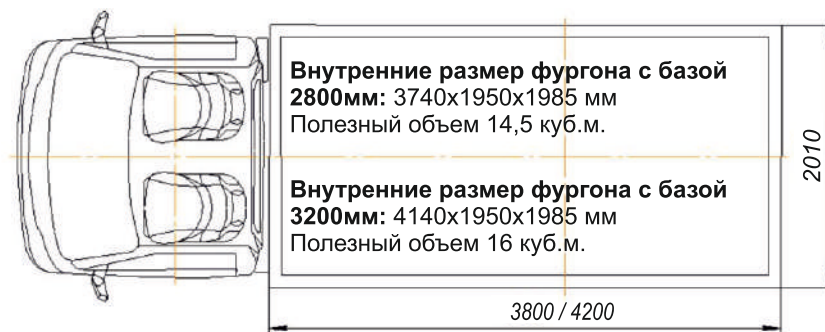 Внутренние размер фургона с базой
2800мм: 3740х1950х1985 мм
Полезный объем 14,5 куб.м.
Внутренние размер фургона с базой
3200мм: 4140х1950х1985 мм
Полезный объем 16 куб.м.
2010
3800 / 4200